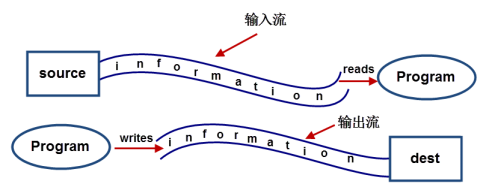 输入流
source
information
reads
Program
Program
writes
information
输出流
dest